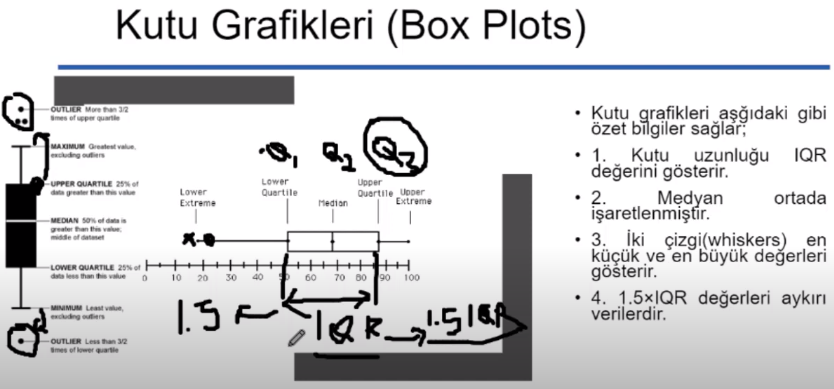 Kutu Grafikleri (Box Plots)
OUTLIER More than 3/2
times of upper quartile
MAXIMUM Greatest value,
excluding outliers
UPPER QUARTILE 25% of
data greater than this value
MEDIAN 50% of data is
greater than this value;
middle of dataset
LOWER QUARTILE 25% of
data less than this value
MINIMUM Least value,
excluding outliers
OUTLIER Less than 3/2
times of lower quartile
Q1 Q2 Q3
Lower
Extreme
Lower
Quartile
Median
Upper
Quartile
Upper
Extreme
0 10 20 30 40 50 60 70 80 90 100
1.5 IQR 1.5 IQR
• Kutu grafikleri aşğıdaki gibi
özet bilgiler sağlar;
• 1. Kutu uzunluğu IQR
değerini gösterir.
• 2. Medyan ortada
işaretlenmiştir.
• 3. İki çizgi(whiskers) en
küçük ve en büyük değerleri
gösterir.
• 4. 1.5×IQR değerleri aykırı
verilerdir.